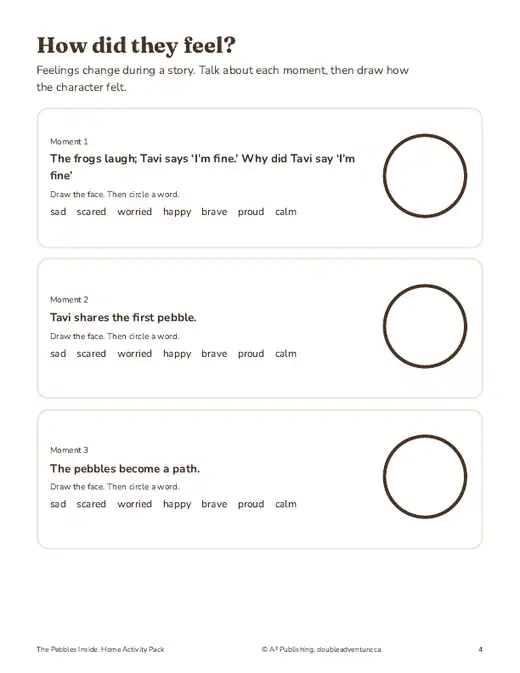 How did they feel?
Feelings change during a story. Talk about each moment, then draw how
the character felt.
Moment 1
The frogs laugh; Tavi says ‘I’m fine.’ Why did Tavi say ‘I’m
fine’
Draw the face. Then circle a word.
sad scared worried happy brave proud calm
Moment 2
Tavi shares the first pebble.
Draw the face. Then circle a word.
sad scared worried happy brave proud calm
Moment 3
The pebbles become a path.
Draw the face. Then circle a word.
sad scared worried happy brave proud calm
The Pebbles Inside. Home Activity Pack © A² Publishing, doubleadventure.ca 4